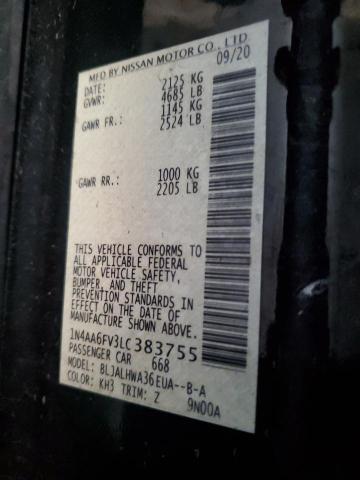 MFD BY NISSAN MOTOR CO., LTD.
DATE: 09/20
GVWR: 2125 KG
4685 LB
GAWR FR.: 1145 KG
2524 LB
GAWR RR.: 1000 KG
2205 LB
THIS VEHICLE CONFORMS TO
ALL APPLICABLE FEDERAL
MOTOR VEHICLE SAFETY,
BUMPER, AND THEFT
PREVENTION STANDARDS IN
EFFECT ON THE DATE OF
MANUFACTURE SHOWN ABOVE.
1N4AA6FV3LC383755
PASSENGER CAR 668
MODEL: BLJALHWA36EUA--B-A
COLOR: KH3 TRIM: Z 9N00A